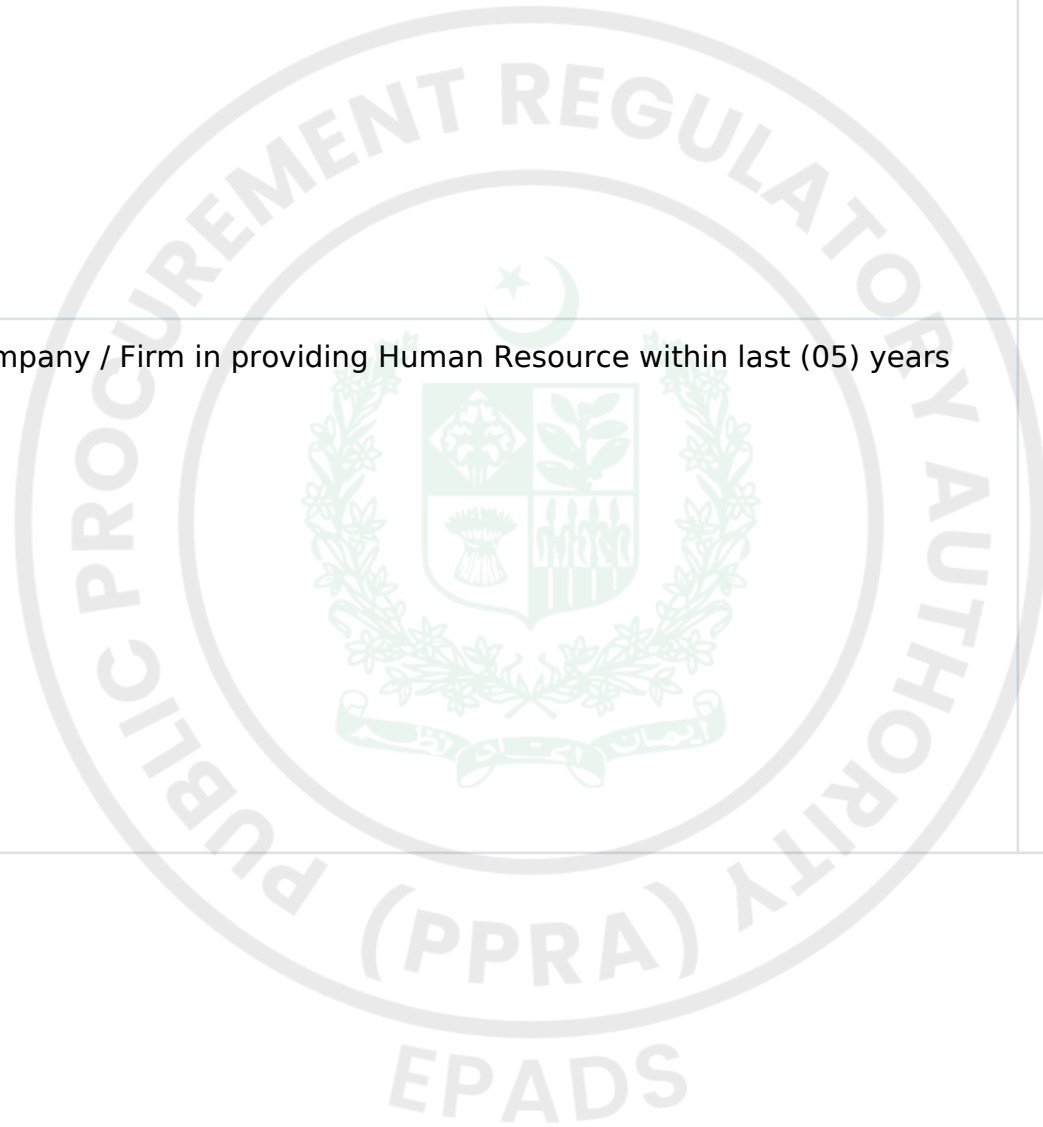 PUBLIC PROCUREMENT REGULATORY AUTHORITY
mpany / Firm in providing Human Resource within last (05) years
(PPRA)
EPADS